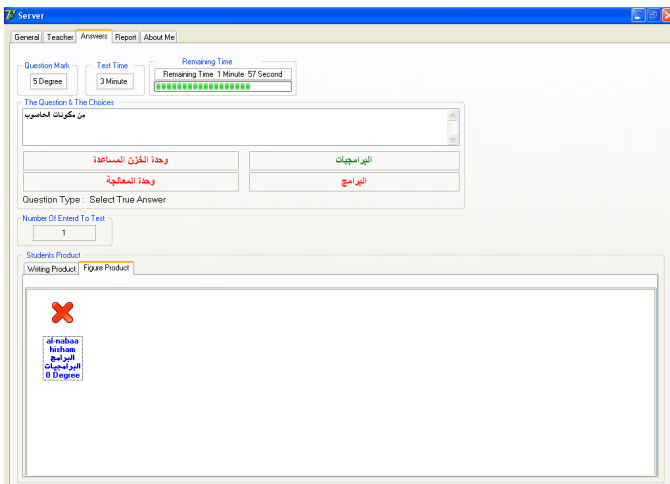 Server
General Teacher Answers Report About Me
Question Mark Test Time Remaining Time
5 Degree 3 Minute Remaining Time 1 Minute 57 Second
The Question & The Choices
من مكونات الحاسوب
وحدة الخزن المساعدة البرامجيات
وحدة المعالجة البرامج
Question Type : Select True Answer
Number Of Enterd To Test
1
Students Product
Writing Product Figure Product
al-nabaa
hisham
البرامج
البرامجيات
0 Degree